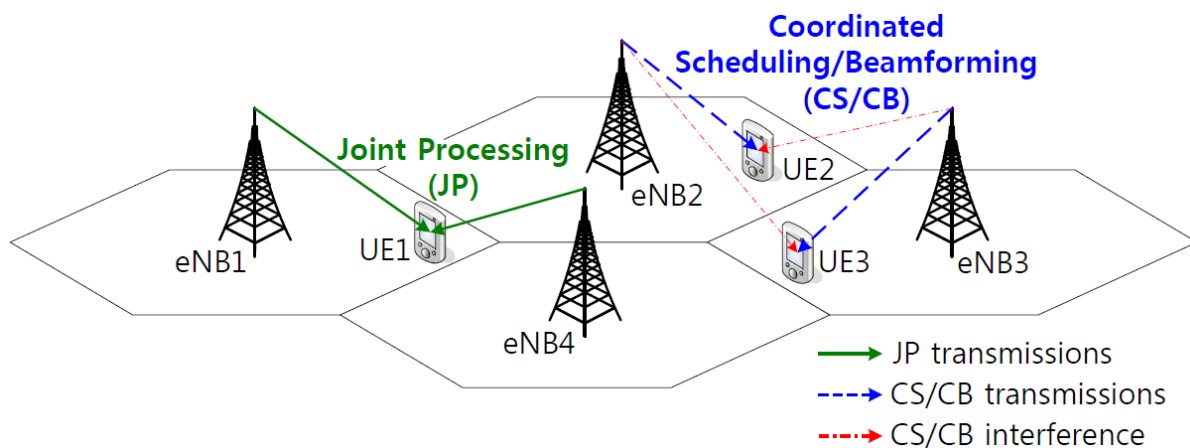 Coordinated
Scheduling/Beamforming
(CS/CB)
Joint Processing
(JP)
eNB1
UE1
eNB2
UE2
eNB4
UE3
eNB3
JP transmissions
CS/CB transmissions
CS/CB interference